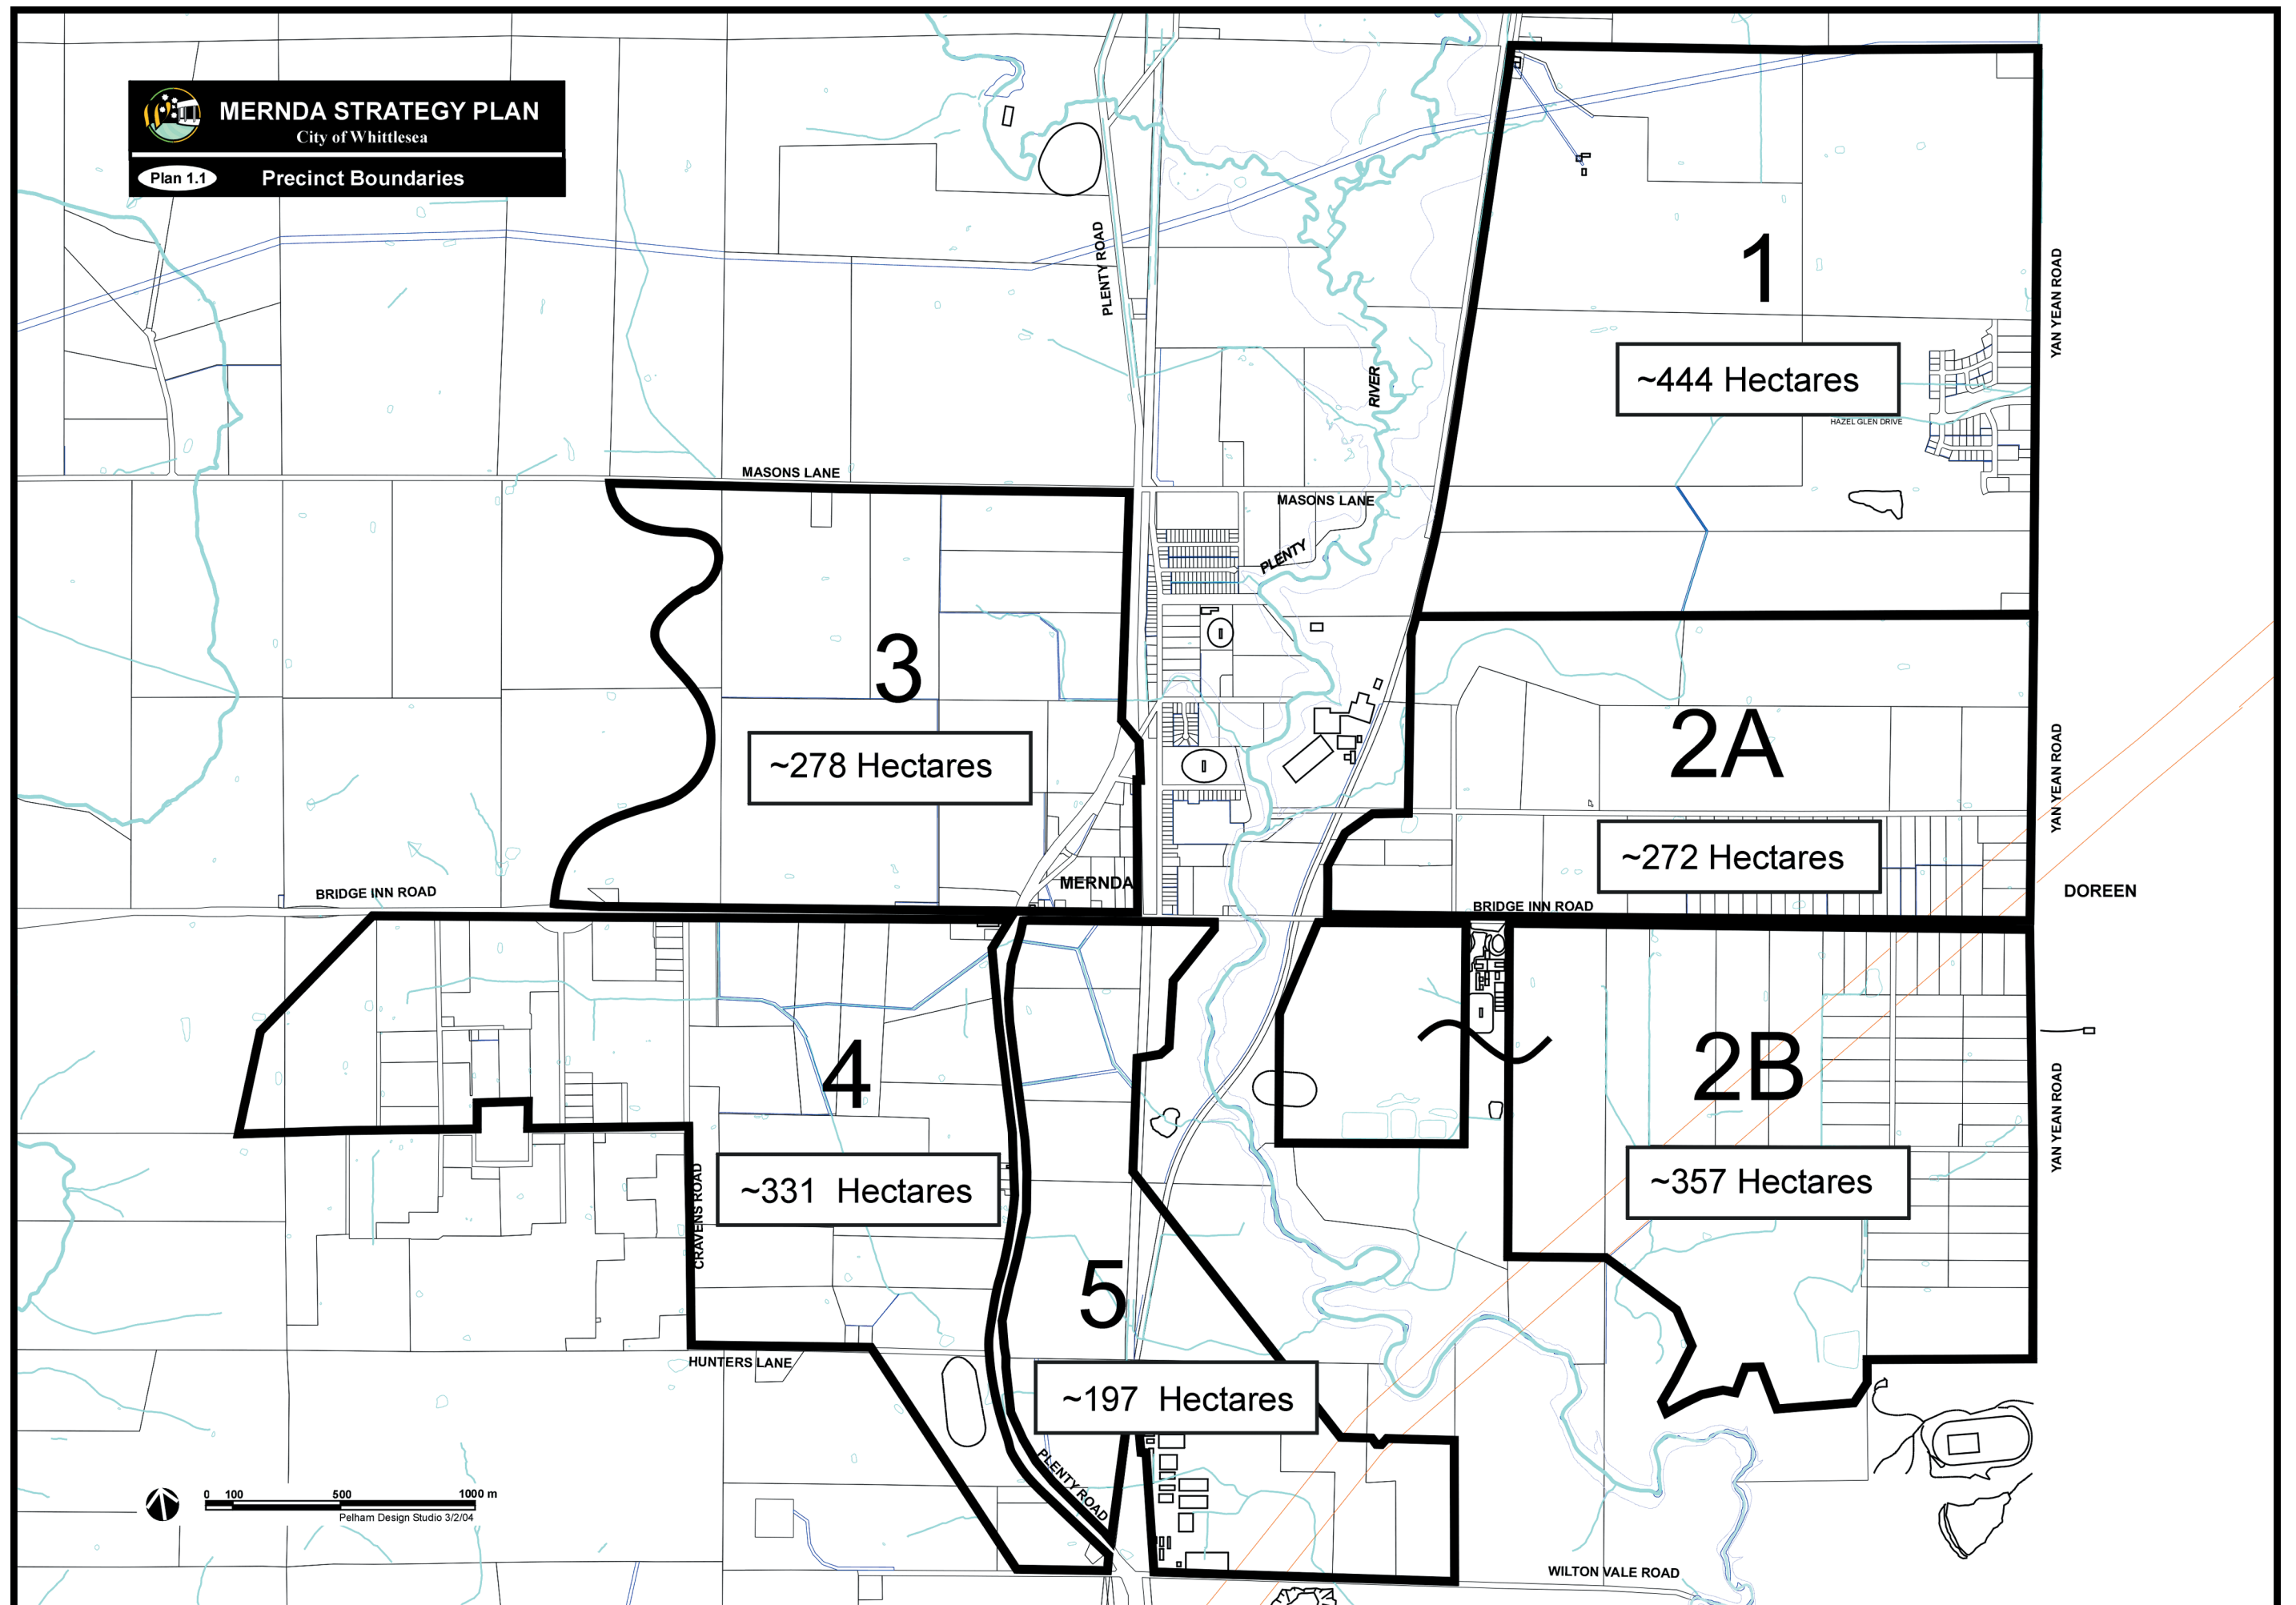 MERNDA STRATEGY PLAN
City of Whittlesea
Plan 1.1
Precinct Boundaries
PLENTY ROAD
1
YAN YEAN ROAD
~444 Hectares
RIVER
HAZEL GLEN DRIVE
MASONS LANE
MASONS LANE
PLENTY
3
2A
~278 Hectares
YAN YEAN ROAD
~272 Hectares
MERNDA
BRIDGE INN ROAD
DOREEN
BRIDGE INN ROAD
4
2B
YAN YEAN ROAD
~331 Hectares
~357 Hectares
CRAVENS ROAD
5
HUNTERS LANE
~197 Hectares
PLENTY ROAD
0 100 500 1000 m
Pelham Design Studio 3/2/04
WILTON VALE ROAD